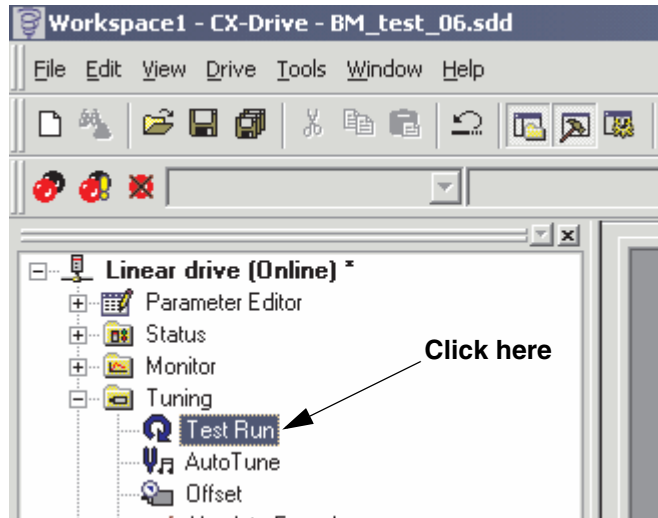 Workspace1 - CX-Drive - BM_test_06.sdd
File Edit View Drive Tools Window Help
Linear drive (Online) *
Parameter Editor
Status
Monitor
Click here
Tuning
Test Run
AutoTune
Offset